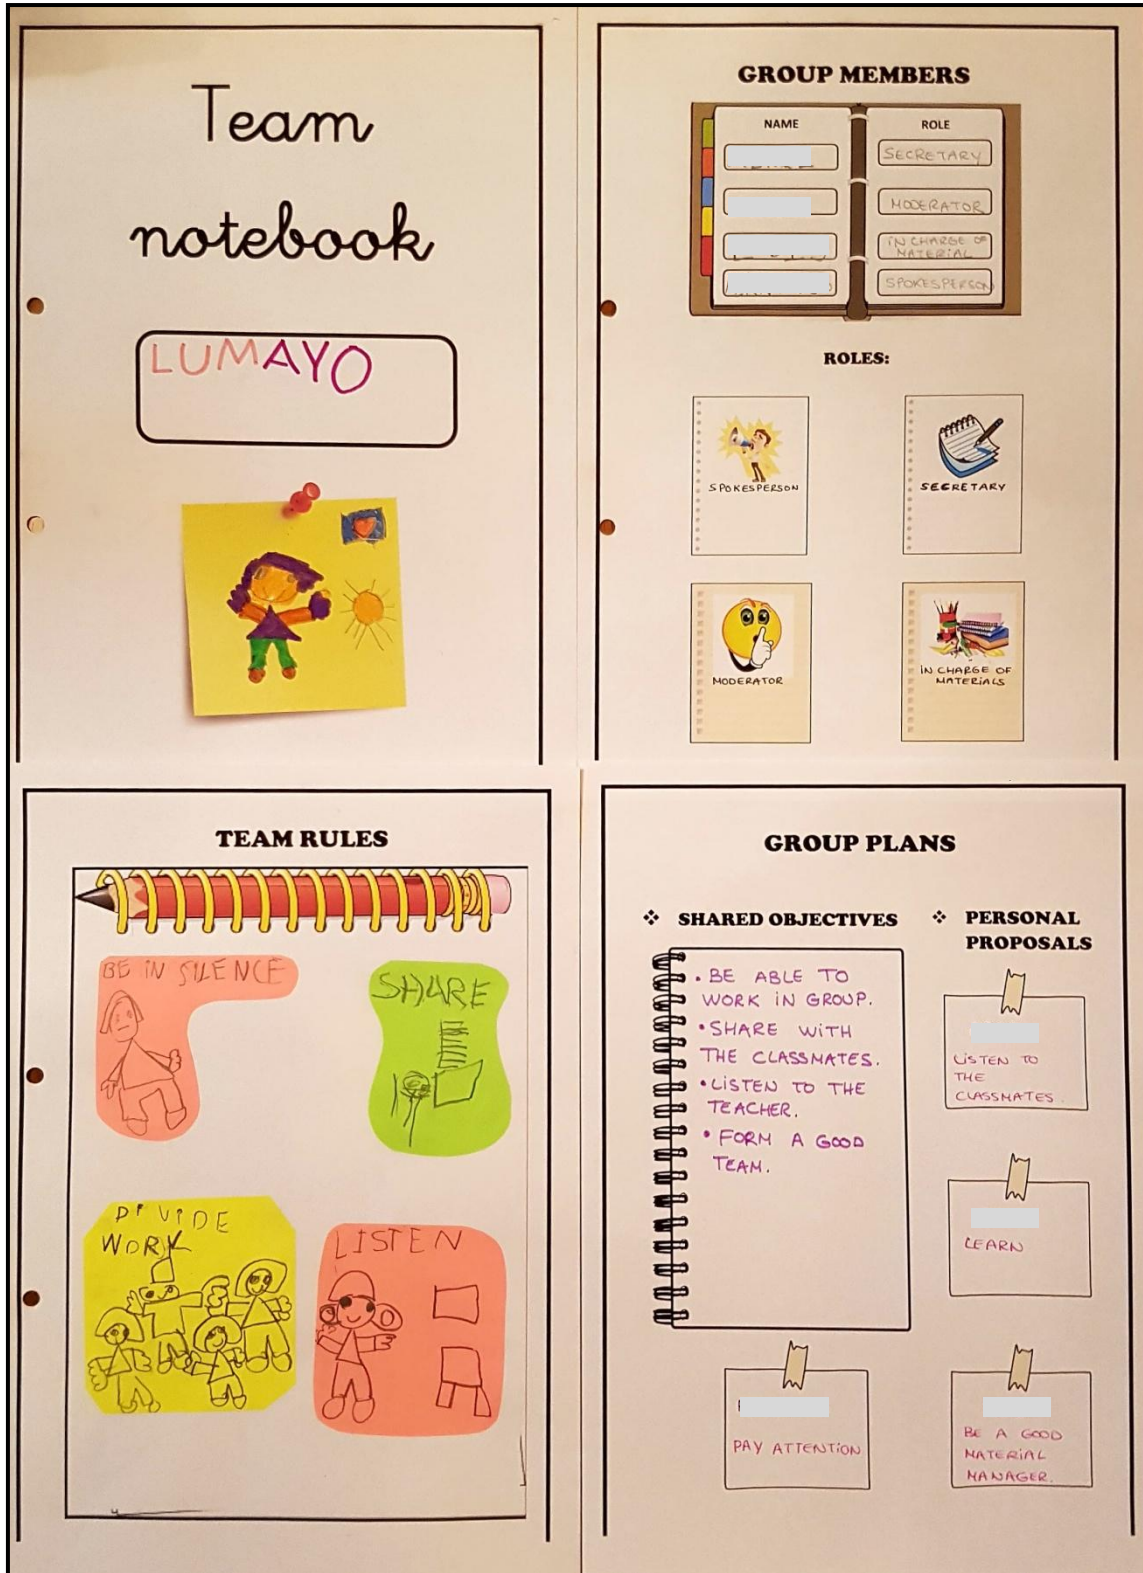 Team
notebook
LUMAYO
GROUP MEMBERS
NAME
ROLE
SECRETARY
MODERATOR
IN CHARGE OF
MATERIAL
SPOKESPERSON
ROLES:
SPOKESPERSON
SECRETARY
MODERATOR
IN CHARGE OF
MATERIALS
TEAM RULES
BE IN SILENCE
SHARE
DIVIDE
WORK
LISTEN
GROUP PLANS
❖ SHARED OBJECTIVES
• BE ABLE TO
WORK IN GROUP.
• SHARE WITH
THE CLASSMATES.
• LISTEN TO THE
TEACHER.
• FORM A GOOD
TEAM.
❖ PERSONAL
PROPOSALS
LISTEN TO
THE
CLASSMATES.
LEARN
PAY ATTENTION
BE A GOOD
MATERIAL
MANAGER.